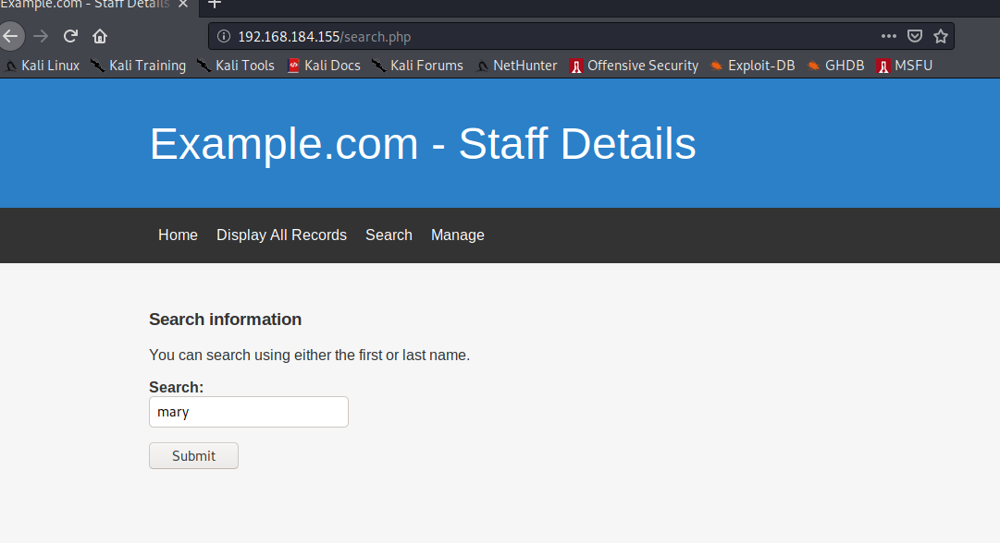 Example.com - Staff Details
192.168.184.155/search.php
Kali Linux Kali Training Kali Tools Kali Docs Kali Forums NetHunter Offensive Security Exploit-DB GHDB MSFU
Example.com - Staff Details
Home Display All Records Search Manage
Search information
You can search using either the first or last name.
Search:
mary
Submit